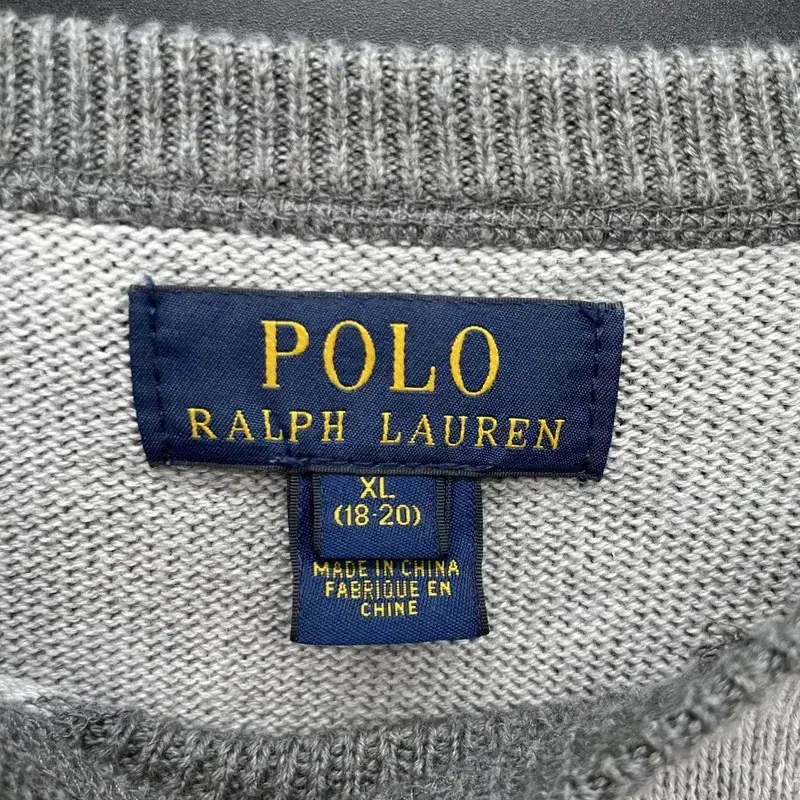 POLO
RALPH LAUREN
XL
(18-20)
MADE IN CHINA
FABRIQUE EN
CHINE